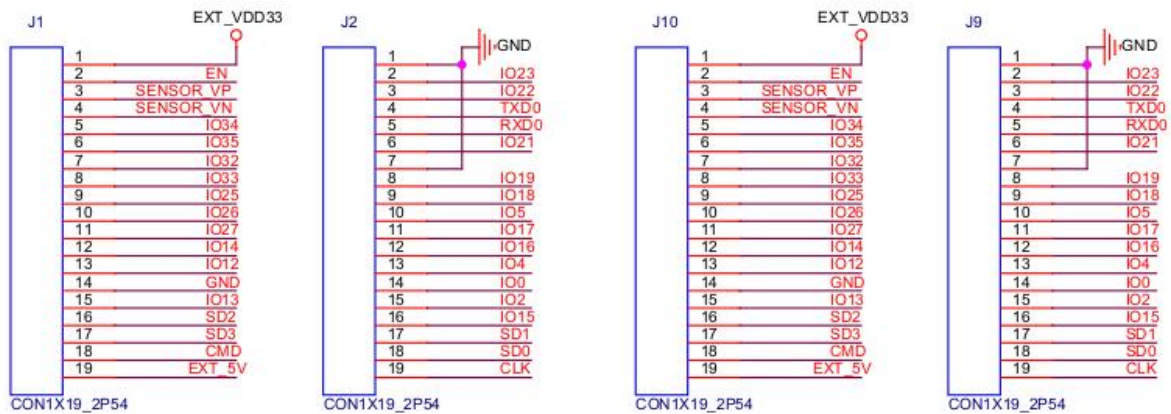 J1
EXT_VDD33
1
2 EN
3 SENSOR_VP
4 SENSOR_VN
5 IO34
6 IO35
7 IO32
8 IO33
9 IO25
10 IO26
11 IO27
12 IO14
13 IO12
14 GND
15 IO13
16 SD2
17 SD3
18 CMD
19 EXT_5V
CON1X19_2P54
J2
GND
1
2 IO23
3 IO22
4 TXD0
5 RXD0
6 IO21
7
8 IO19
9 IO18
10 IO5
11 IO17
12 IO16
13 IO4
14 IO0
15 IO2
16 IO15
17 SD1
18 SD0
19 CLK
CON1X19_2P54
J10
EXT_VDD33
1
2 EN
3 SENSOR_VP
4 SENSOR_VN
5 IO34
6 IO35
7 IO32
8 IO33
9 IO25
10 IO26
11 IO27
12 IO14
13 IO12
14 GND
15 IO13
16 SD2
17 SD3
18 CMD
19 EXT_5V
CON1X19_2P54
J9
GND
1
2 IO23
3 IO22
4 TXD0
5 RXD0
6 IO21
7
8 IO19
9 IO18
10 IO5
11 IO17
12 IO16
13 IO4
14 IO0
15 IO2
16 IO15
17 SD1
18 SD0
19 CLK
CON1X19_2P54